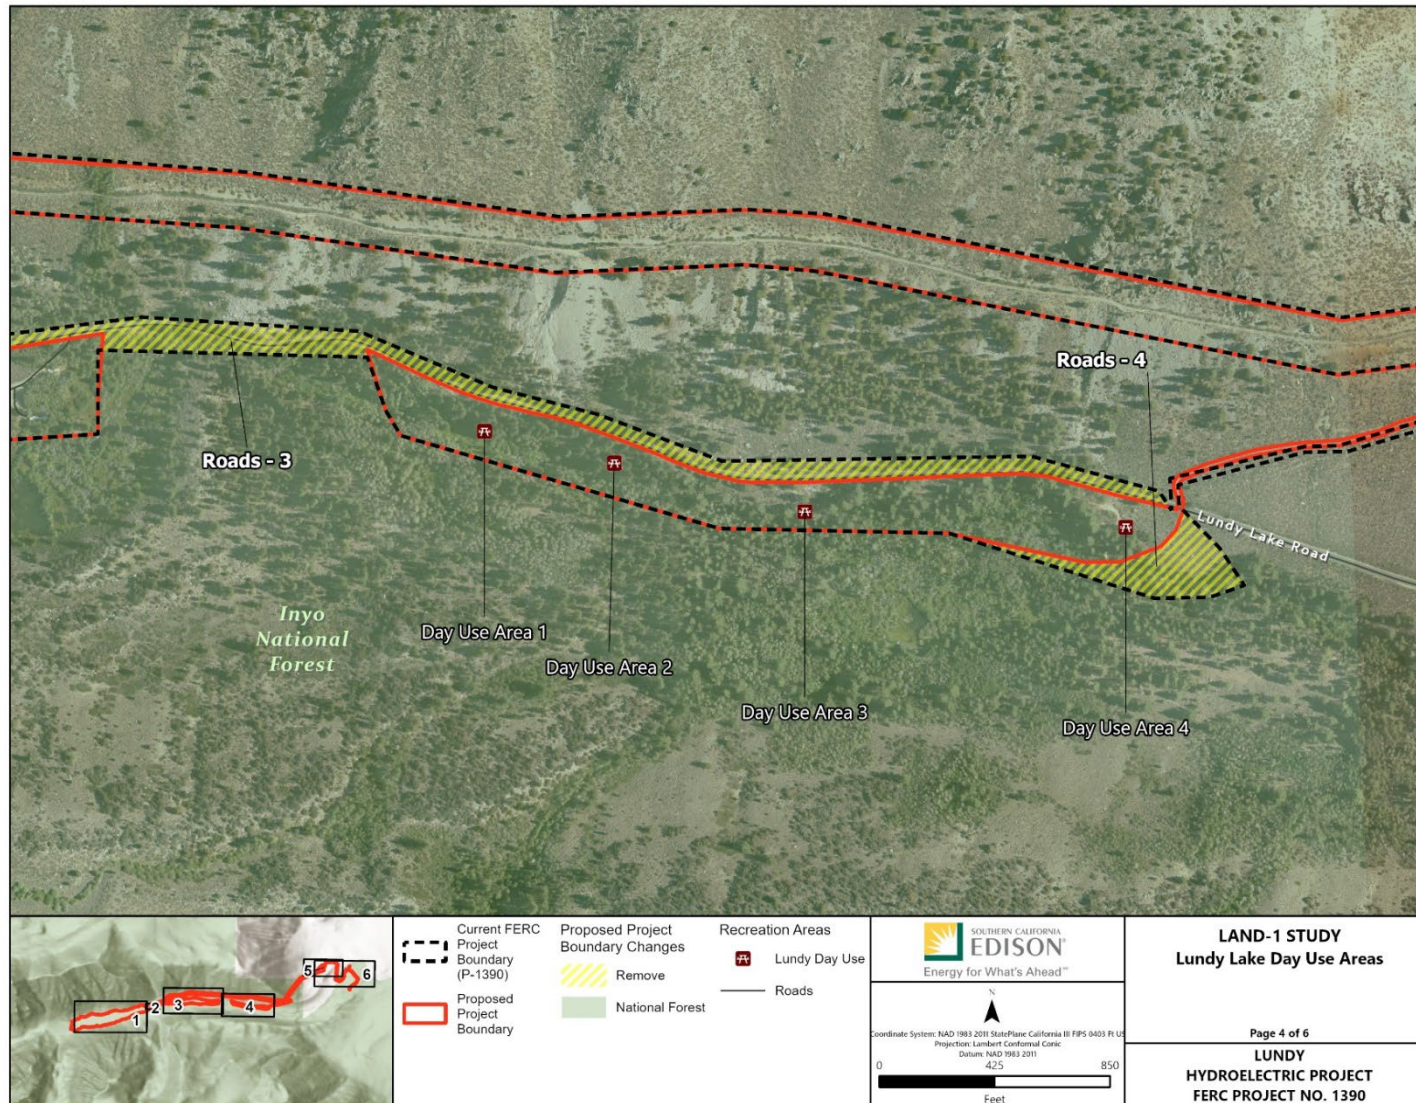 Roads - 4
Roads - 3
Lundy Lake Road
Inyo
National
Forest
Day Use Area 1
Day Use Area 2
Day Use Area 3
Day Use Area 4
1
2
3
4
5
6
Current FERC
Project
Boundary
(P-1390)
Proposed
Project
Boundary
Proposed Project
Boundary Changes
Remove
National Forest
Recreation Areas
Lundy Day Use
Roads
SOUTHERN CALIFORNIA
EDISON®
Energy for What's Ahead℠
N
Coordinate System: NAD 1983 2011 StatePlane California III FIPS 0403 Ft US
Projection: Lambert Conformal Conic
Datum: NAD 1983 2011
0 425 850
Feet
LAND-1 STUDY
Lundy Lake Day Use Areas
Page 4 of 6
LUNDY
HYDROELECTRIC PROJECT
FERC PROJECT NO. 1390